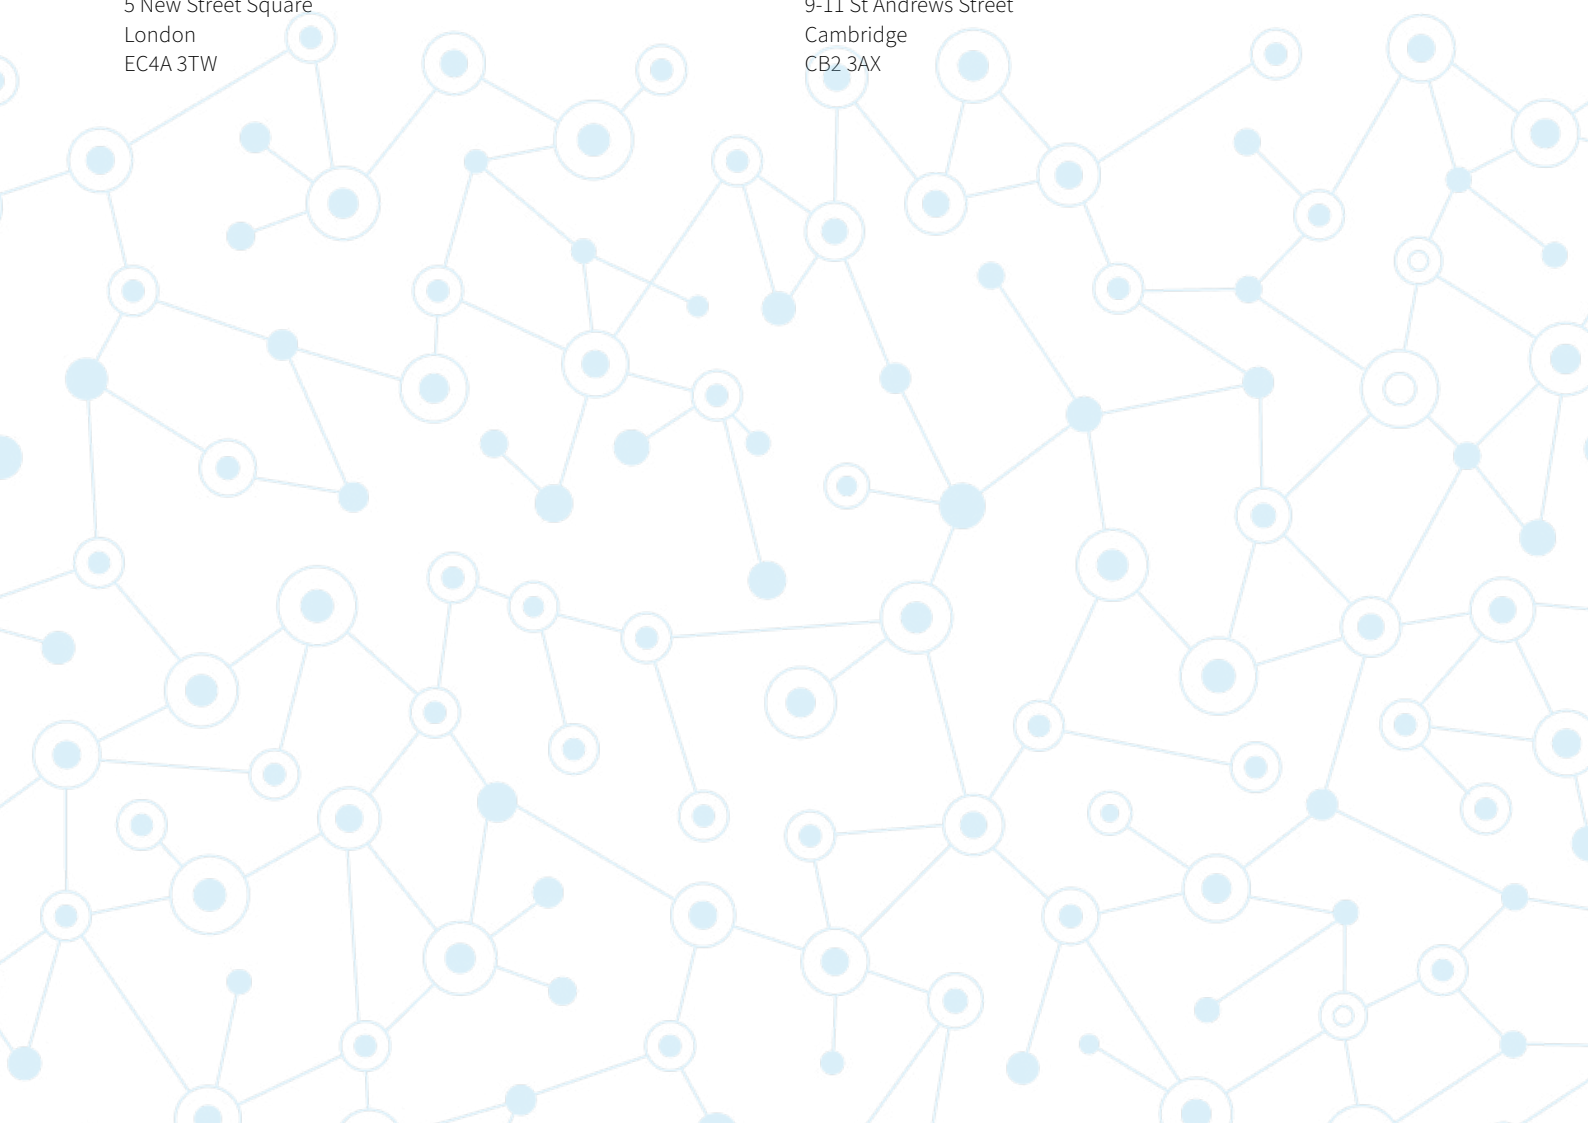 5 New Street Square
London
EC4A 3TW
9-11 St Andrews Street
Cambridge
CB2 3AX